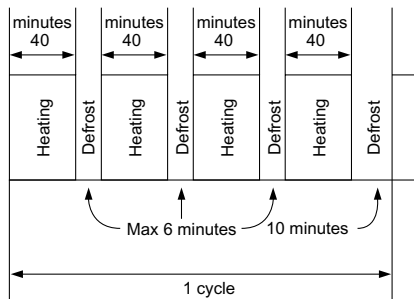 minutes minutes minutes minutes
40 40 40 40
Heating Defrost Heating Defrost Heating Defrost Heating Defrost
Max 6 minutes 10 minutes
1 cycle